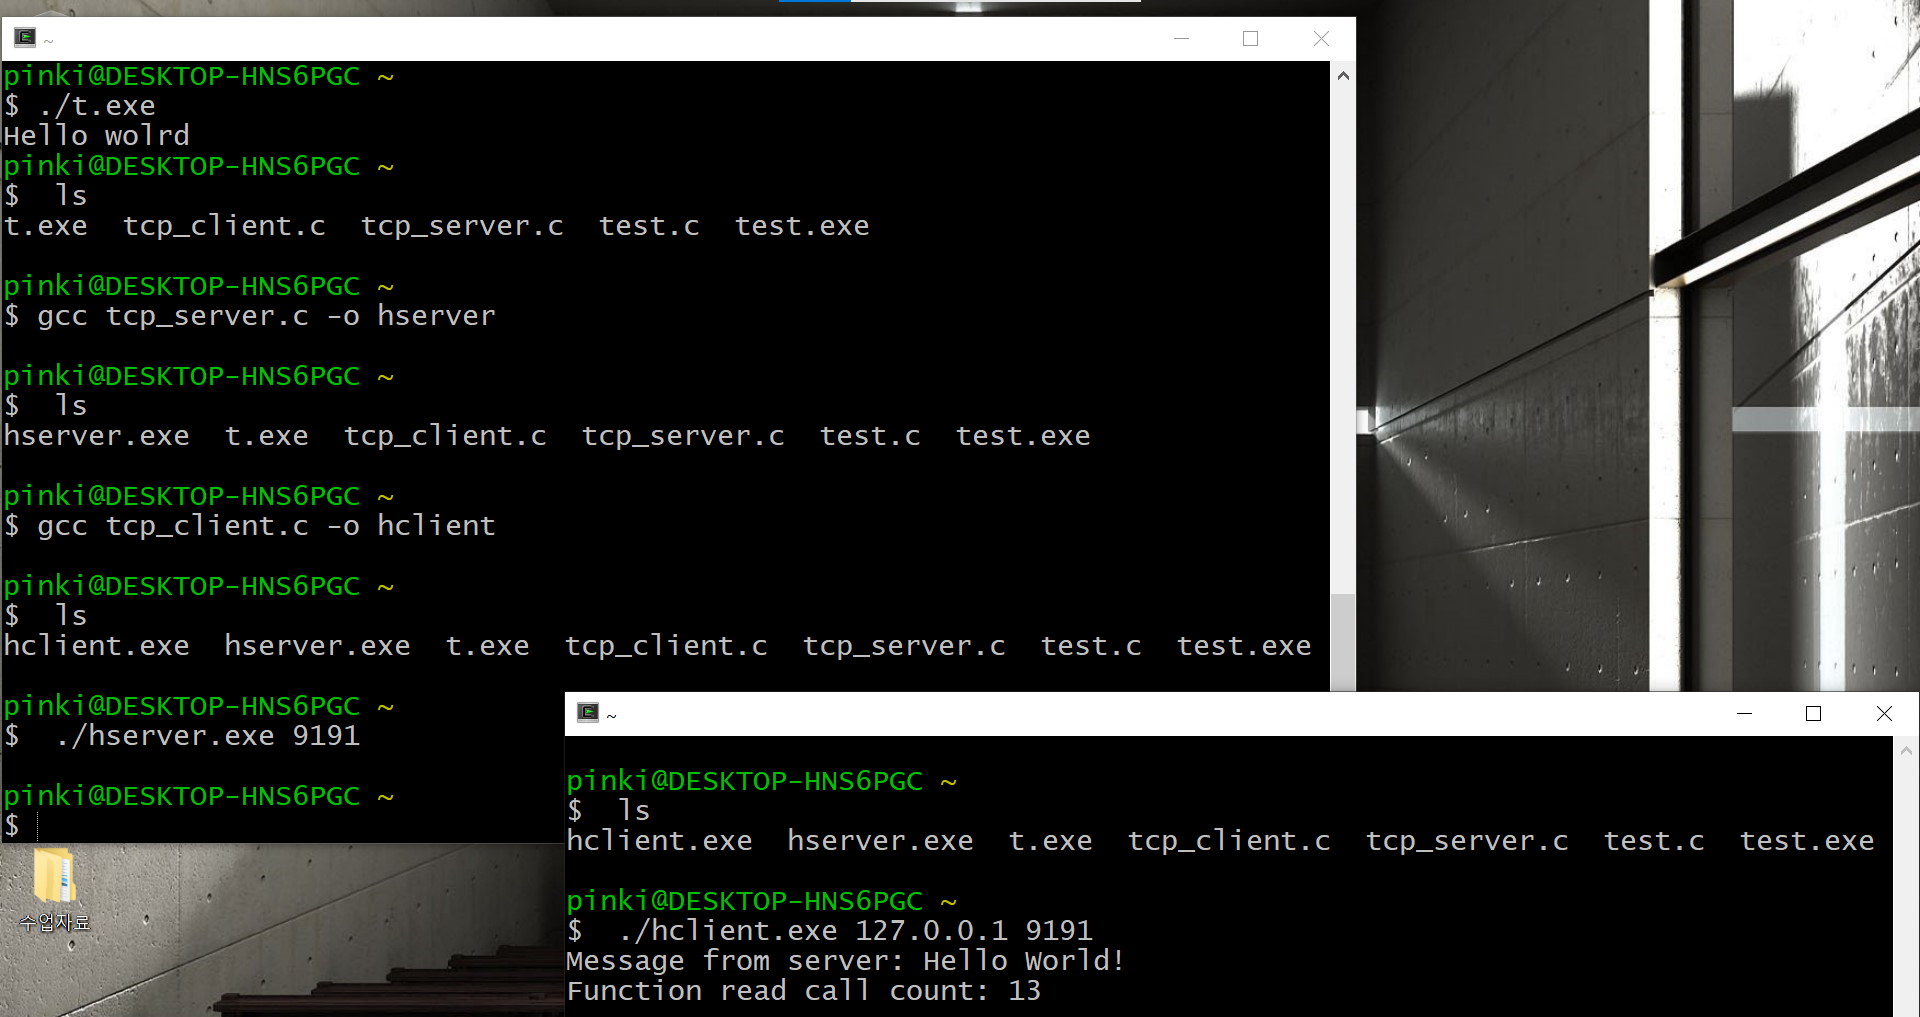 ~
pinki@DESKTOP-HNS6PGC ~
$ ./t.exe
Hello wolrd
pinki@DESKTOP-HNS6PGC ~
$  ls
t.exe  tcp_client.c  tcp_server.c  test.c  test.exe
pinki@DESKTOP-HNS6PGC ~
$ gcc tcp_server.c -o hserver
pinki@DESKTOP-HNS6PGC ~
$  ls
hserver.exe  t.exe  tcp_client.c  tcp_server.c  test.c  test.exe
pinki@DESKTOP-HNS6PGC ~
$ gcc tcp_client.c -o hclient
pinki@DESKTOP-HNS6PGC ~
$  ls
hclient.exe  hserver.exe  t.exe  tcp_client.c  tcp_server.c  test.c  test.exe
pinki@DESKTOP-HNS6PGC ~
$  ./hserver.exe 9191
pinki@DESKTOP-HNS6PGC ~
$
수업자료
~
pinki@DESKTOP-HNS6PGC ~
$  ls
hclient.exe  hserver.exe  t.exe  tcp_client.c  tcp_server.c  test.c  test.exe
pinki@DESKTOP-HNS6PGC ~
$  ./hclient.exe 127.0.0.1 9191
Message from server: Hello World!
Function read call count: 13